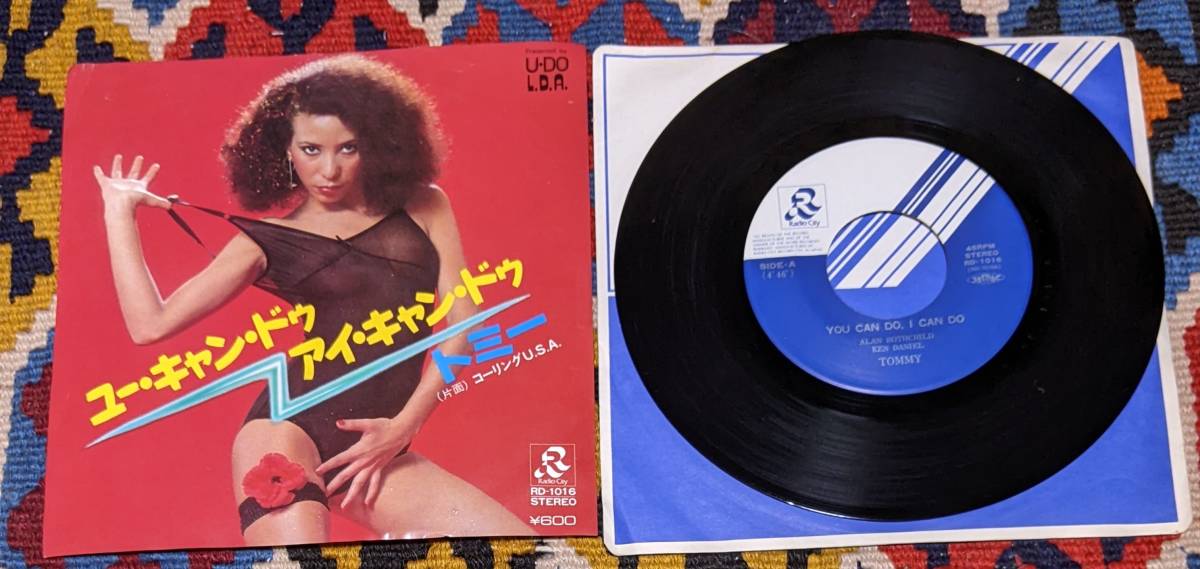 Presented by
U・DO
L.D.A.
ユー・キャン・ドゥ
アイ・キャン・ドゥ
トミー
(片面) コーリングU.S.A.
R
Radio City
RD-1016
STEREO
¥600
R
Radio City
SIDE-A
(4'46")
45RPM
STEREO
RD-1016
YOU CAN DO, I CAN DO
ALAN ROTHCHILD
KEN DANIEL
TOMMY